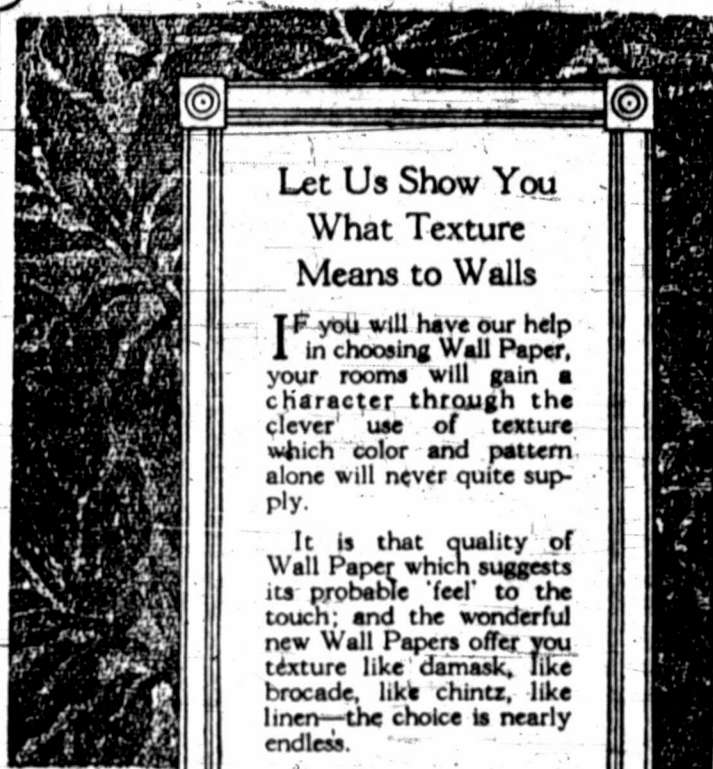 Let Us Show You
What Texture
Means to Walls
IF you will have our help
in choosing Wall Paper,
your rooms will gain a
character through the
clever use of texture
which color and pattern
alone will never quite sup-
ply.
It is that quality of
Wall Paper which suggests
its probable 'feel' to the
touch; and the wonderful
new Wall Papers offer you
texture like damask, like
brocade, like chintz, like
linen—the choice is nearly
endless.